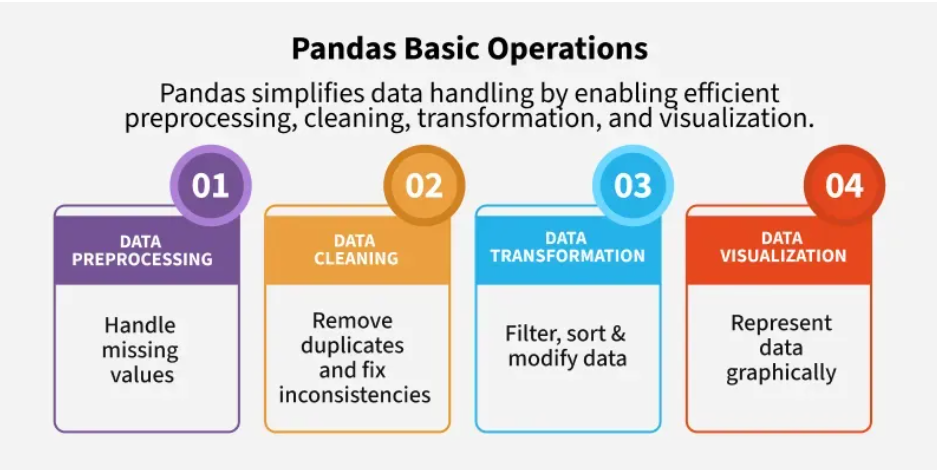 Pandas Basic Operations
Pandas simplifies data handling by enabling efficient
preprocessing, cleaning, transformation, and visualization.
01
DATA
PREPROCESSING
Handle
missing
values
02
DATA
CLEANING
Remove
duplicates
and fix
inconsistencies
03
DATA
TRANSFORMATION
Filter, sort &
modify data
04
DATA
VISUALIZATION
Represent
data
graphically